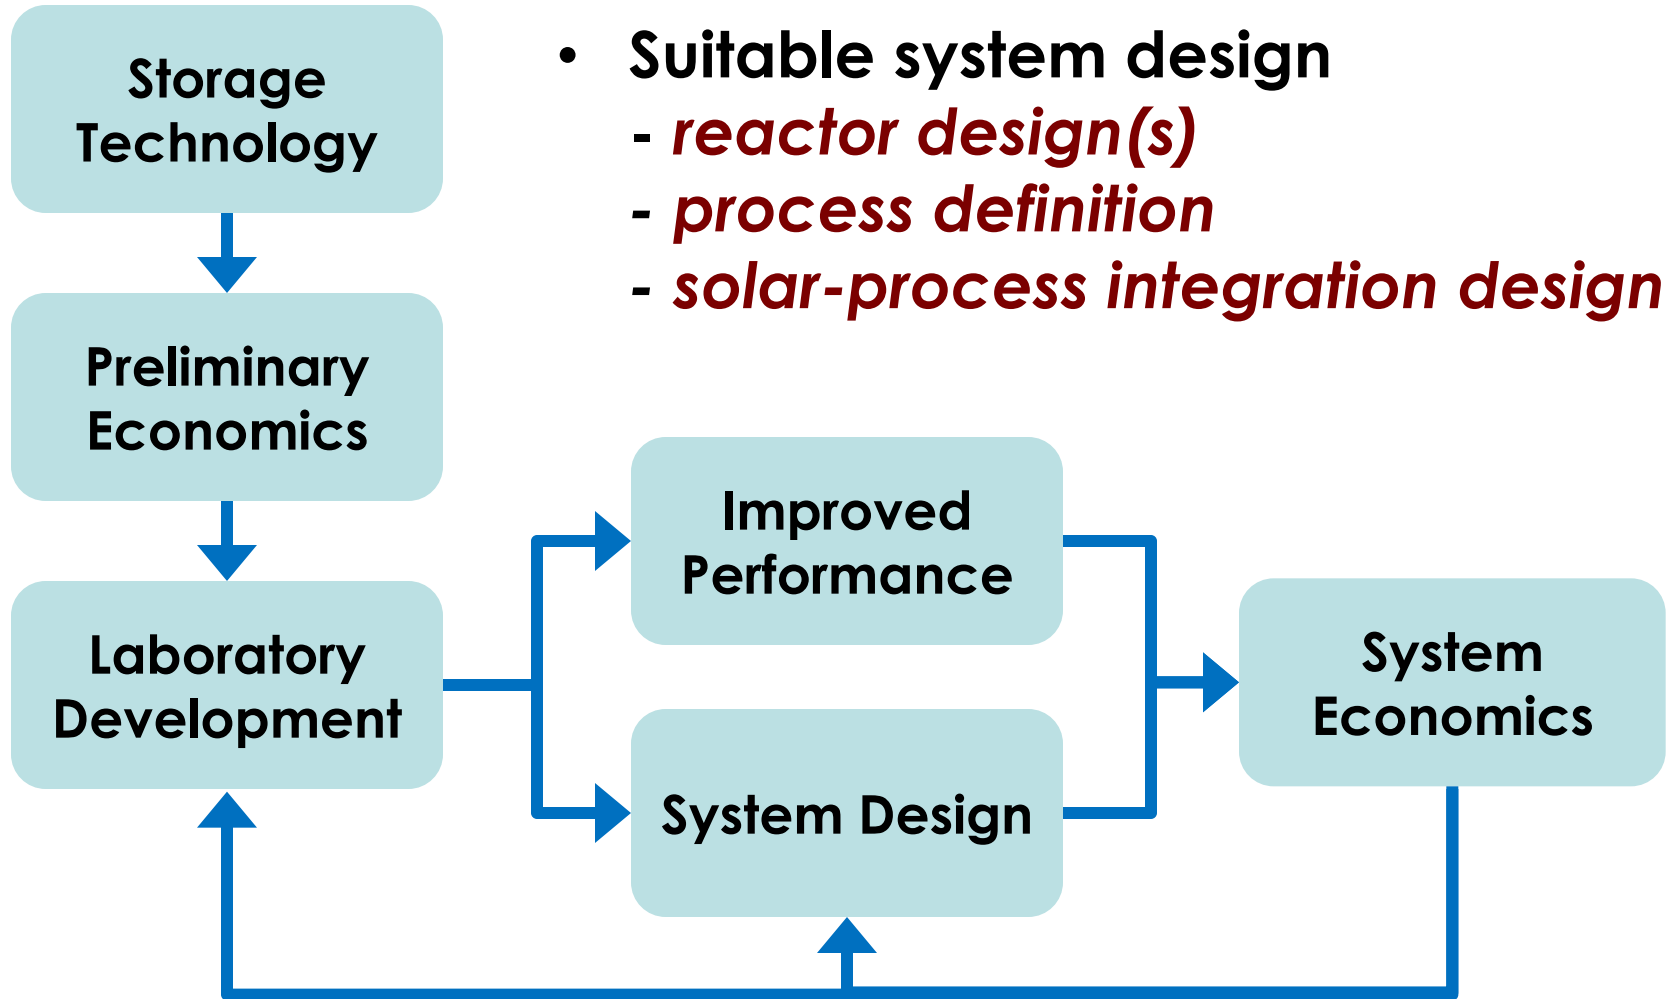 Storage
Technology
• Suitable system design
- reactor design(s)
- process definition
- solar-process integration design
Preliminary
Economics
Improved
Performance
Laboratory
Development
System
Economics
System Design